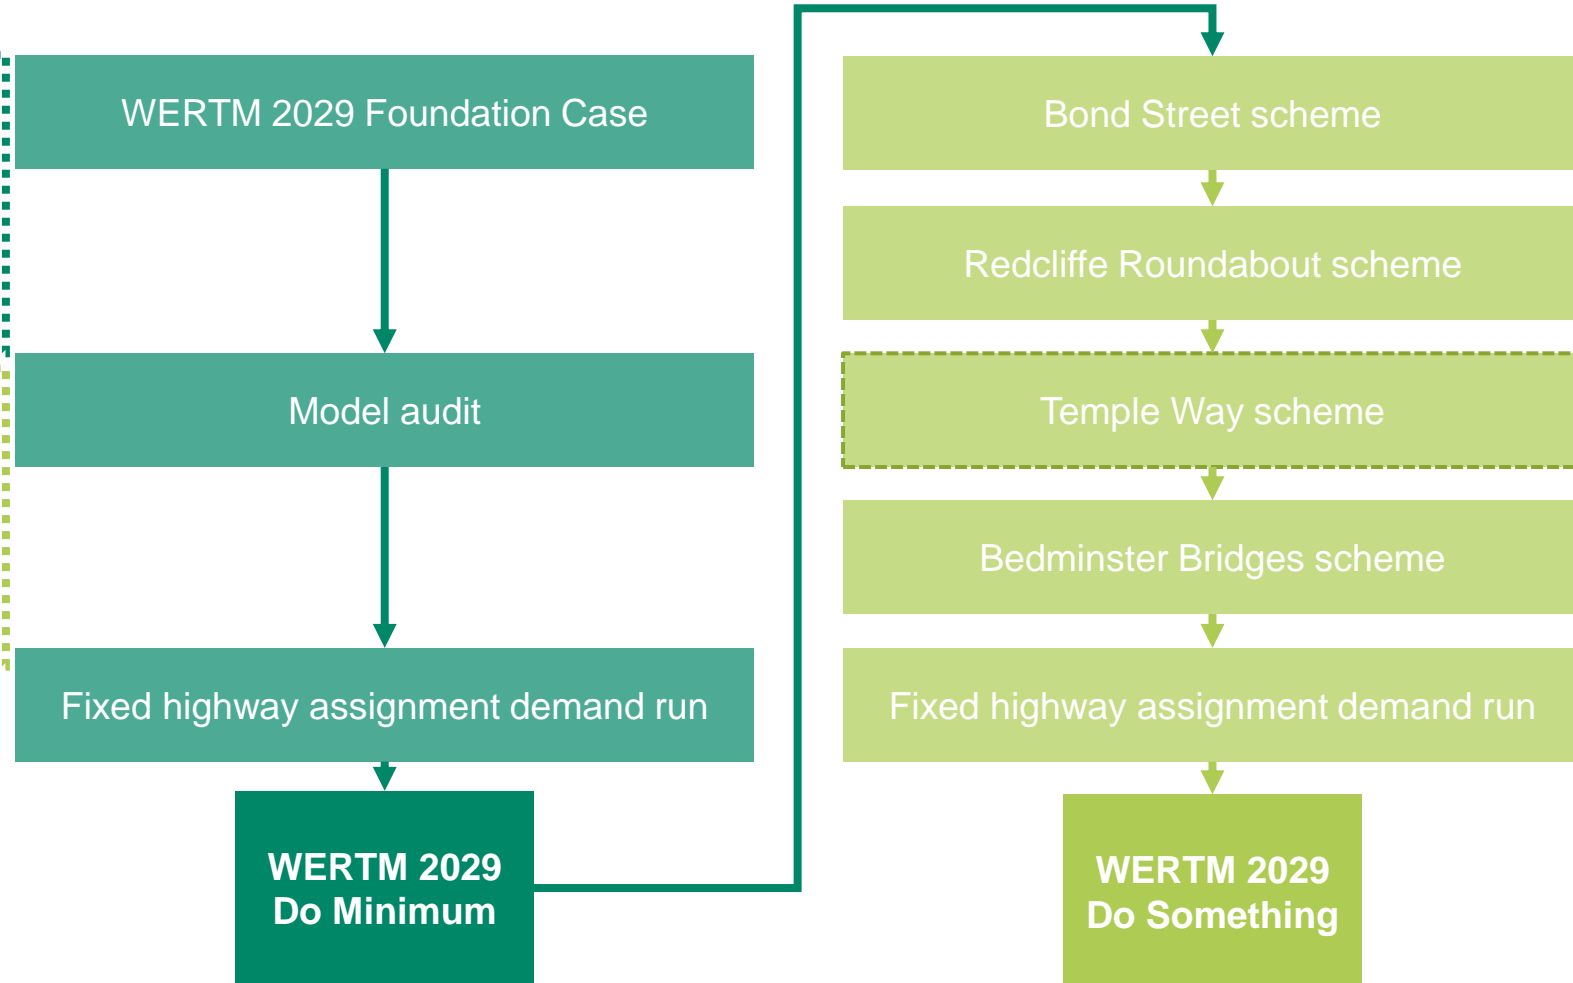 WERTM 2029 Foundation Case
Model audit
Fixed highway assignment demand run
WERTM 2029
Do Minimum
Bond Street scheme
Redcliffe Roundabout scheme
Temple Way scheme
Bedminster Bridges scheme
Fixed highway assignment demand run
WERTM 2029
Do Something